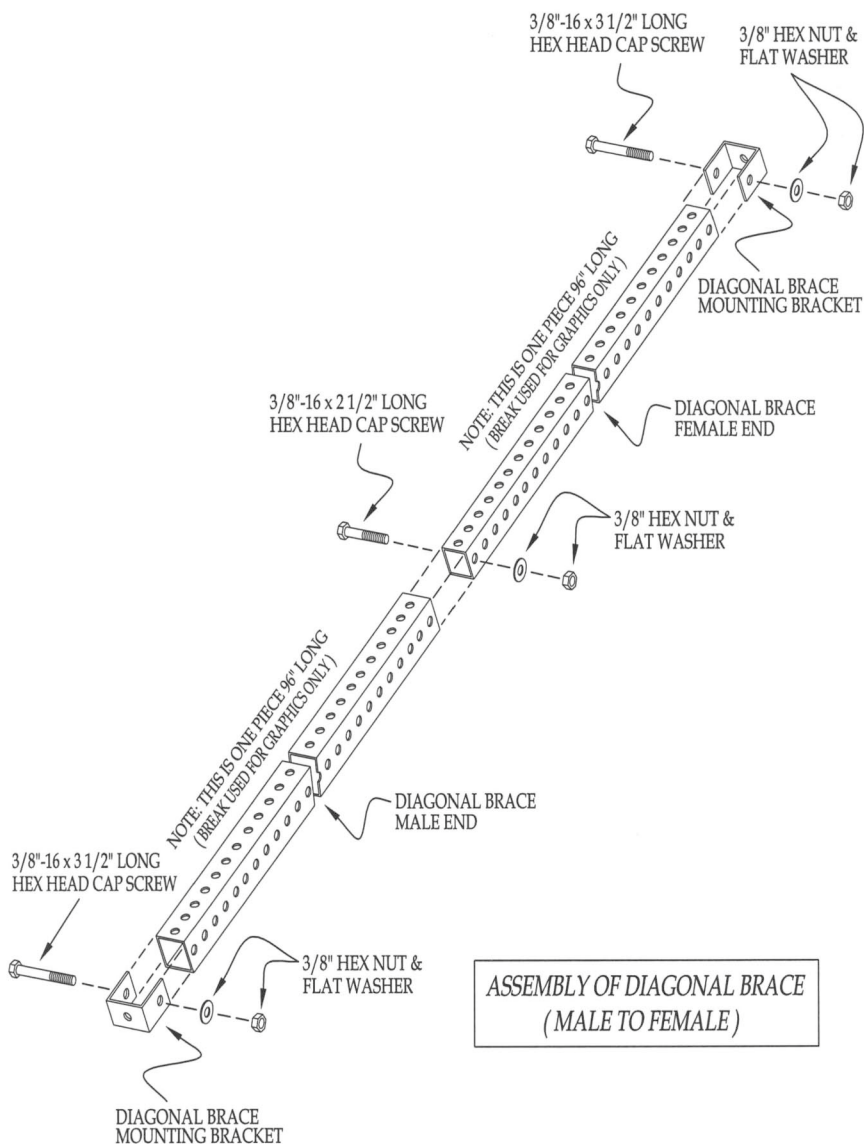 3/8"-16 x 3 1/2" LONG
HEX HEAD CAP SCREW
3/8" HEX NUT &
FLAT WASHER
DIAGONAL BRACE
MOUNTING BRACKET
NOTE: THIS IS ONE PIECE 96" LONG
( BREAK USED FOR GRAPHICS ONLY )
DIAGONAL BRACE
FEMALE END
3/8"-16 x 2 1/2" LONG
HEX HEAD CAP SCREW
3/8" HEX NUT &
FLAT WASHER
NOTE: THIS IS ONE PIECE 96" LONG
( BREAK USED FOR GRAPHICS ONLY )
DIAGONAL BRACE
MALE END
3/8"-16 x 3 1/2" LONG
HEX HEAD CAP SCREW
3/8" HEX NUT &
FLAT WASHER
ASSEMBLY OF DIAGONAL BRACE
( MALE TO FEMALE )
DIAGONAL BRACE
MOUNTING BRACKET